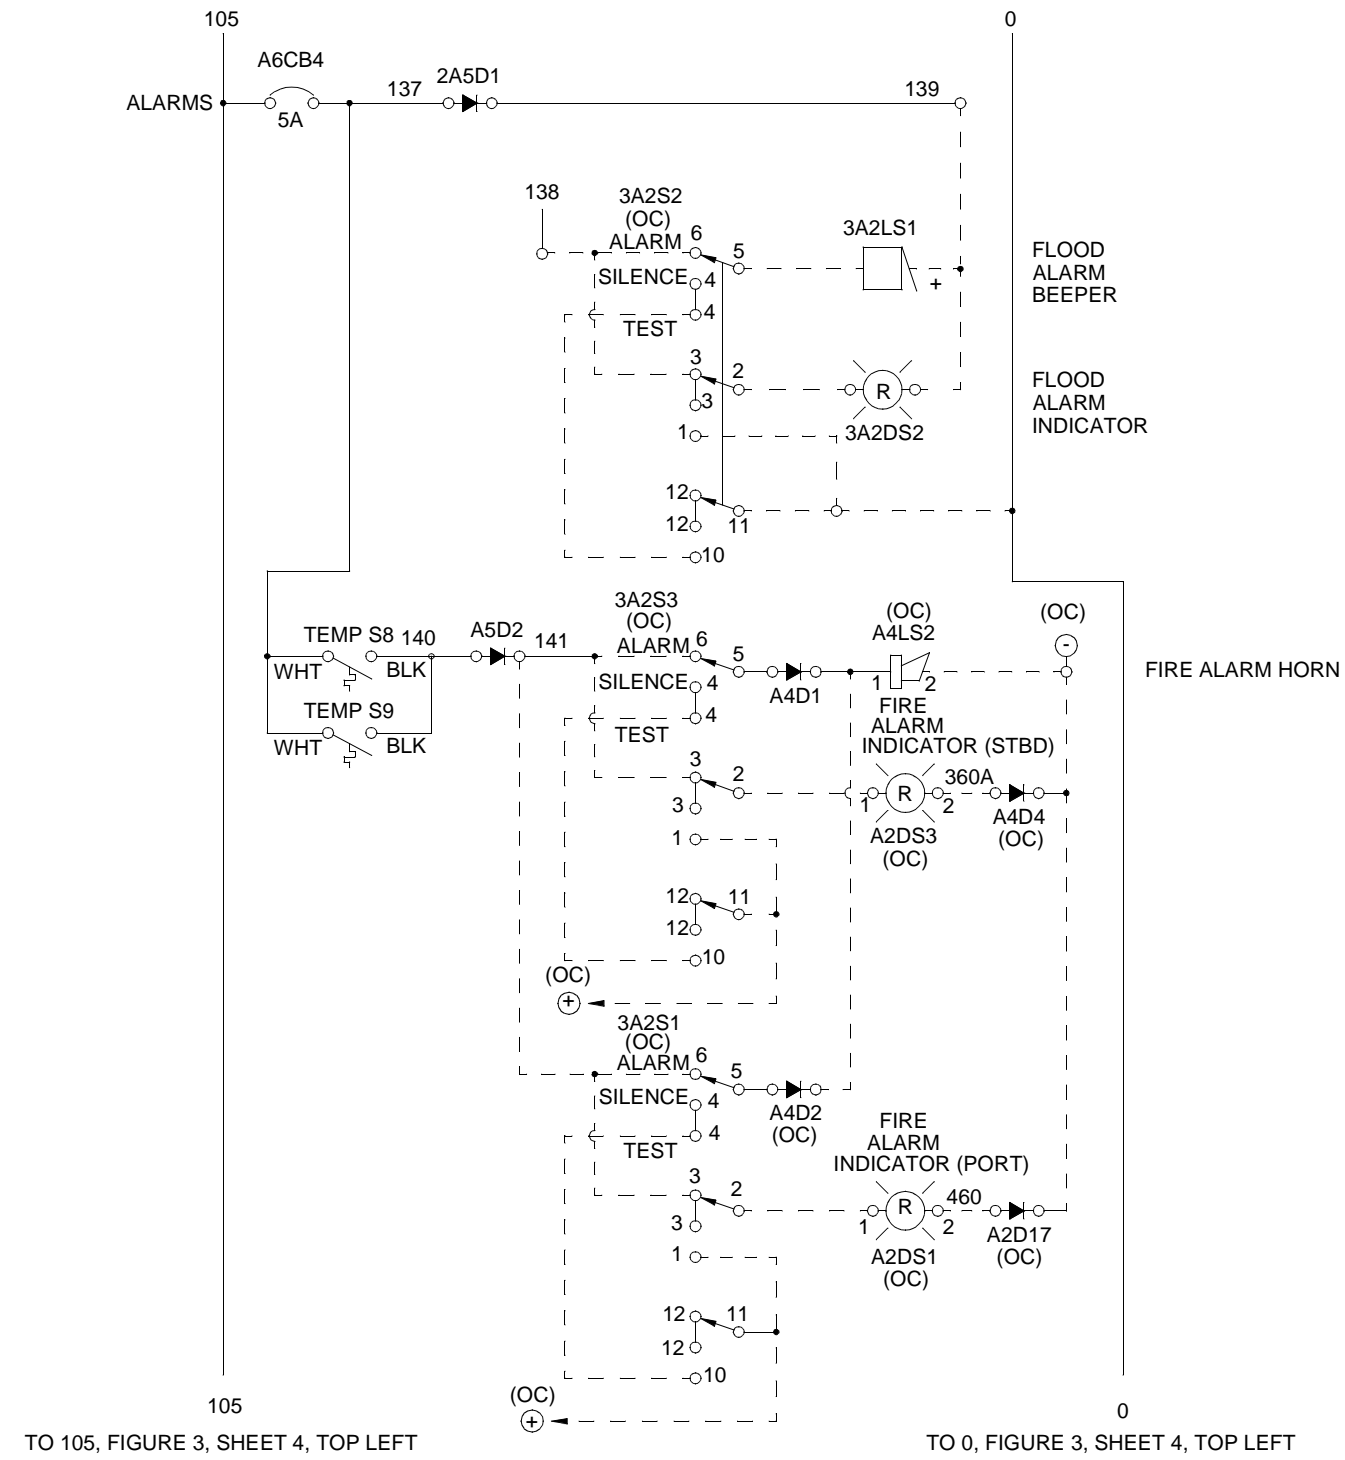 105
0
A6CB4
ALARMS
5A
137
2A5D1
139
138
3A2S2
(OC)
ALARM
6
5
SILENCE
4
4
TEST
3
2
3
1
12
12
11
10
3A2LS1
+
R
3A2DS2
FLOOD
ALARM
BEEPER
FLOOD
ALARM
INDICATOR
TEMP S8
140
WHT
BLK
TEMP S9
WHT
BLK
A5D2
141
3A2S3
(OC)
ALARM
6
5
SILENCE
4
4
TEST
3
2
3
1
12
11
12
10
(OC)
+
A4D1
(OC)
A4LS2
1
2
(OC)
-
FIRE ALARM HORN
FIRE
ALARM
INDICATOR (STBD)
R
360A
1
2
A2DS3
(OC)
A4D4
(OC)
3A2S1
(OC)
ALARM
6
5
SILENCE
4
4
TEST
3
2
3
1
12
11
12
10
(OC)
+
A4D2
(OC)
FIRE
ALARM
INDICATOR (PORT)
R
460
1
2
A2DS1
(OC)
A2D17
(OC)
105
0
TO 105, FIGURE 3, SHEET 4, TOP LEFT
TO 0, FIGURE 3, SHEET 4, TOP LEFT